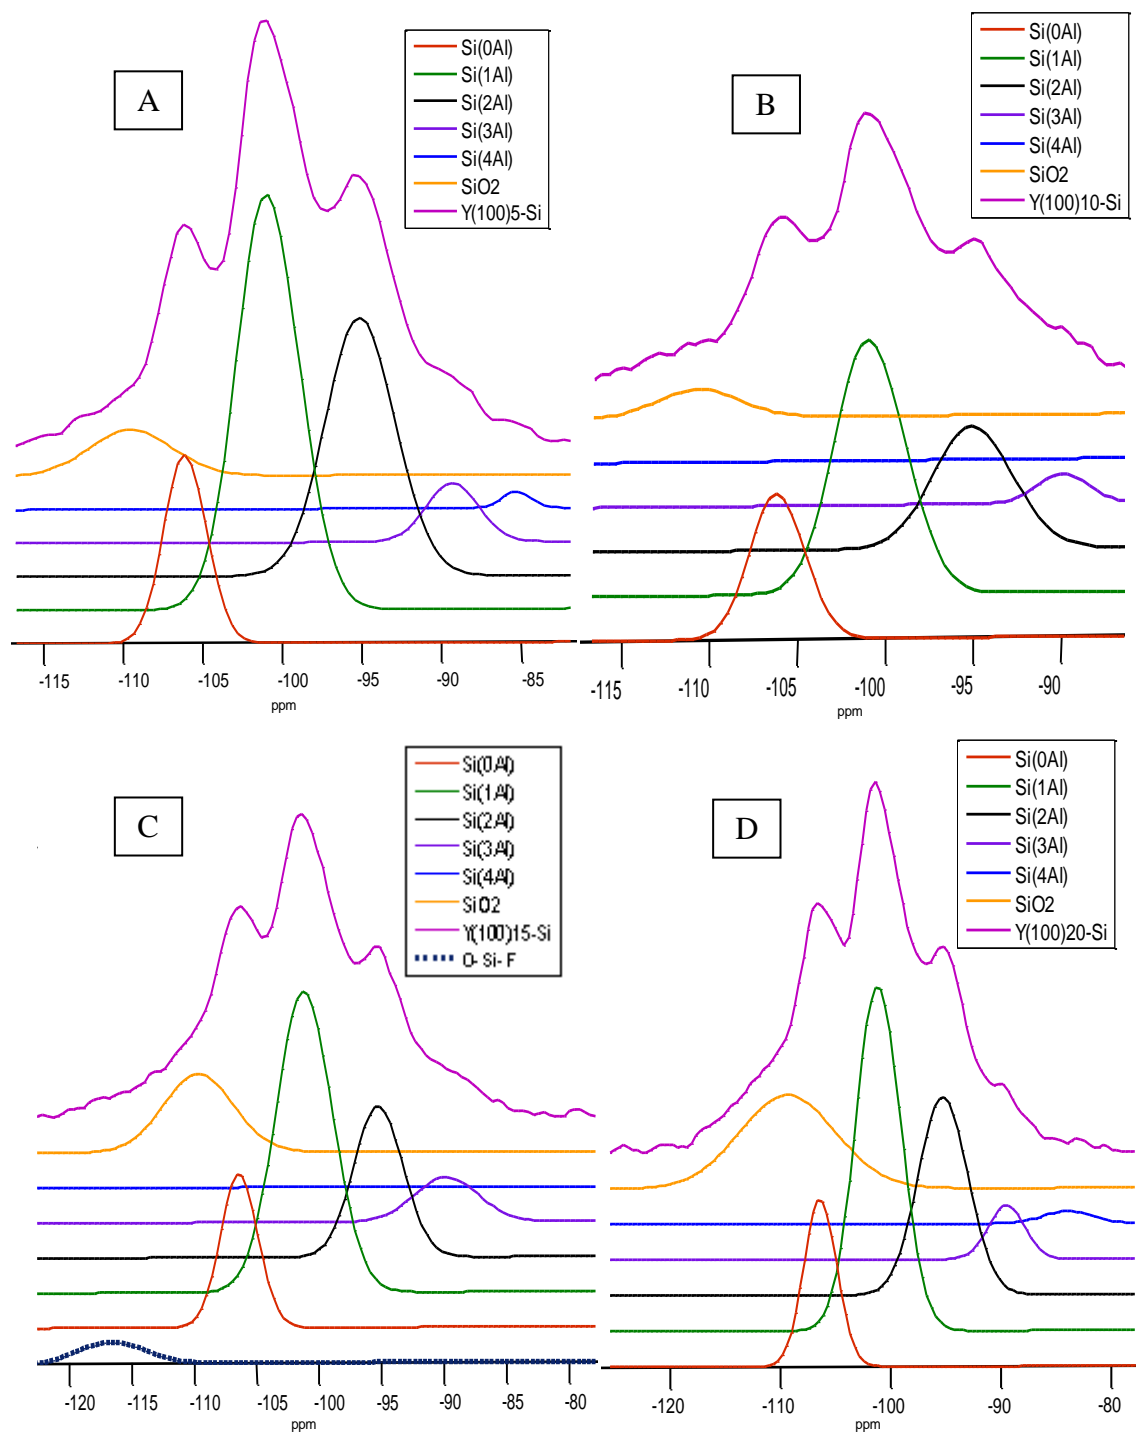 A
Si(0Al)
Si(1Al)
Si(2Al)
Si(3Al)
Si(4Al)
SiO2
Y(100)5-Si
-115 -110 -105 -100 -95 -90 -85
ppm
B
Si(0Al)
Si(1Al)
Si(2Al)
Si(3Al)
Si(4Al)
SiO2
Y(100)10-Si
-115 -110 -105 -100 -95 -90
ppm
C
Si(0Al)
Si(1Al)
Si(2Al)
Si(3Al)
Si(4Al)
SiO2
Y(100)15-Si
O-Si-F
-120 -115 -110 -105 -100 -95 -90 -85 -80
ppm
D
Si(0Al)
Si(1Al)
Si(2Al)
Si(3Al)
Si(4Al)
SiO2
Y(100)20-Si
-120 -110 -100 -90 -80
ppm